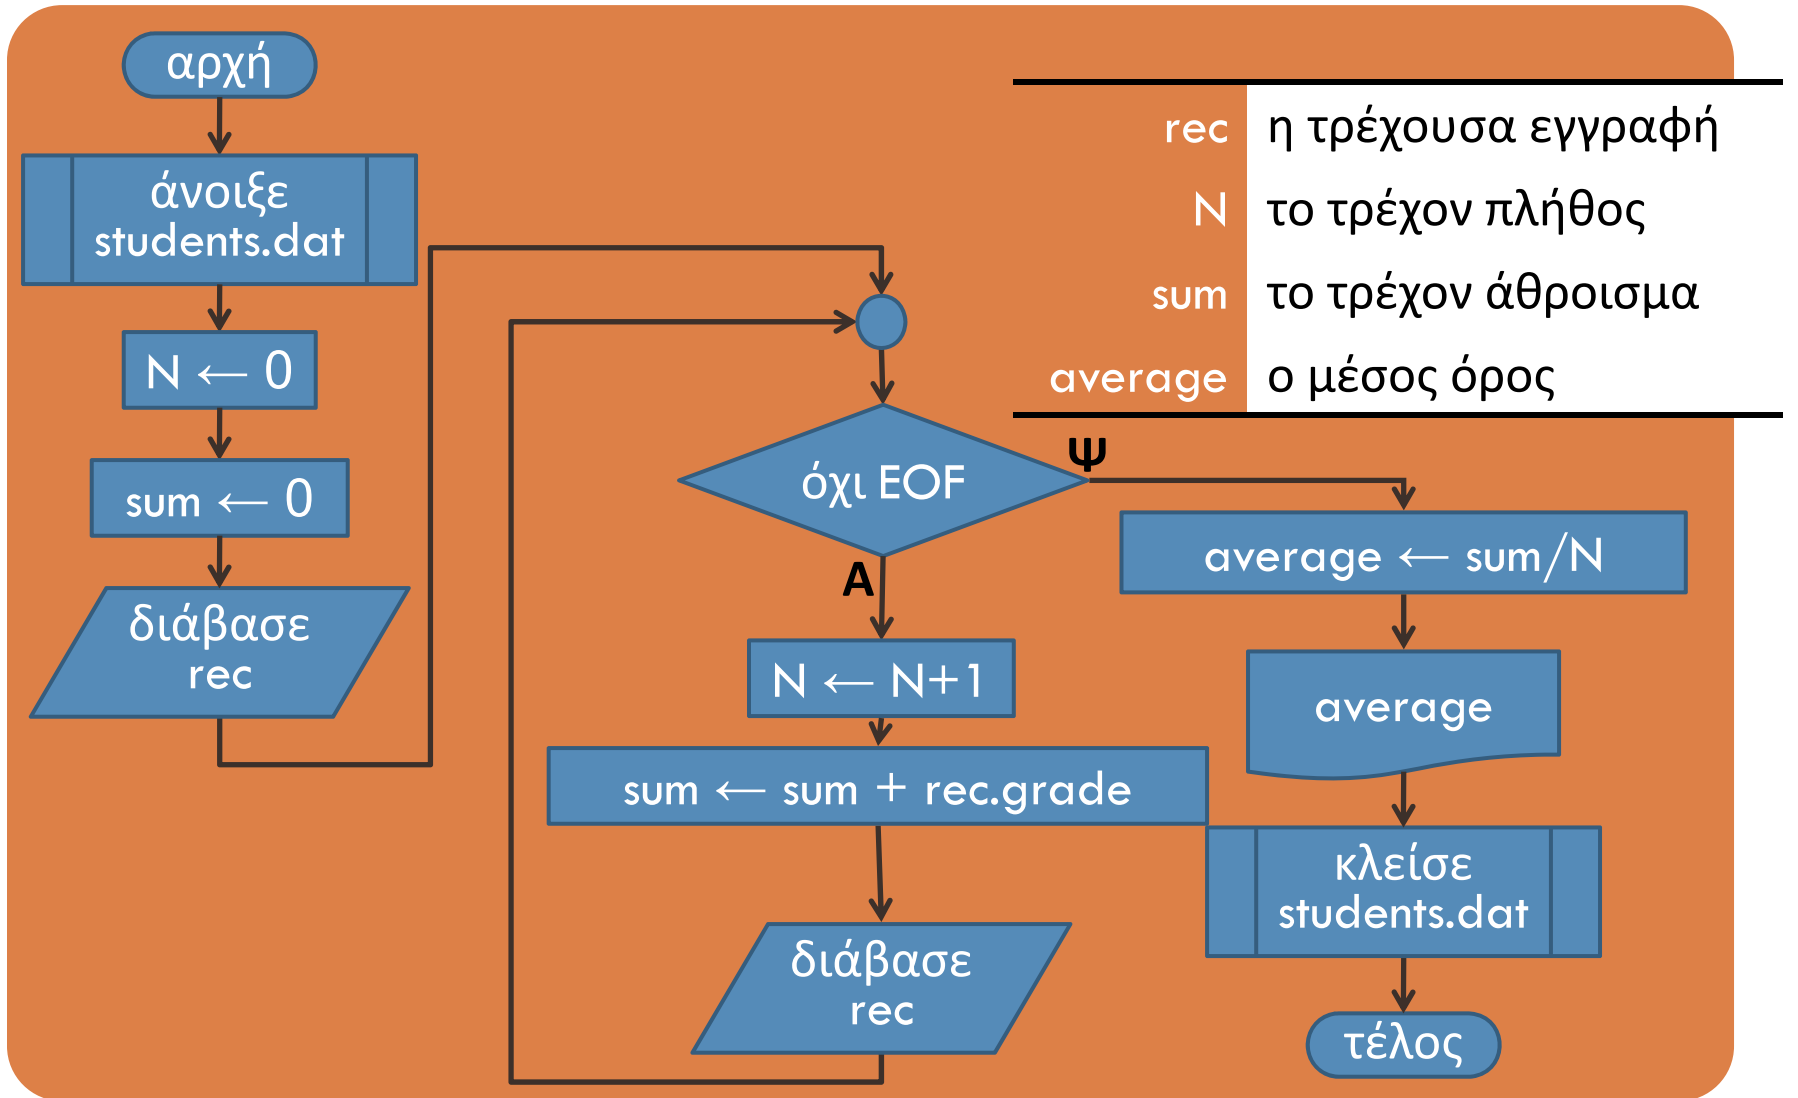 αρχή
άνοιξε
students.dat
N ← 0
sum ← 0
διάβασε
rec
όχι EOF
Ψ
A
N ← N+1
sum ← sum + rec.grade
διάβασε
rec
average ← sum/N
average
κλείσε
students.dat
τέλος
rec η τρέχουσα εγγραφή
N το τρέχον πλήθος
sum το τρέχον άθροισμα
average ο μέσος όρος